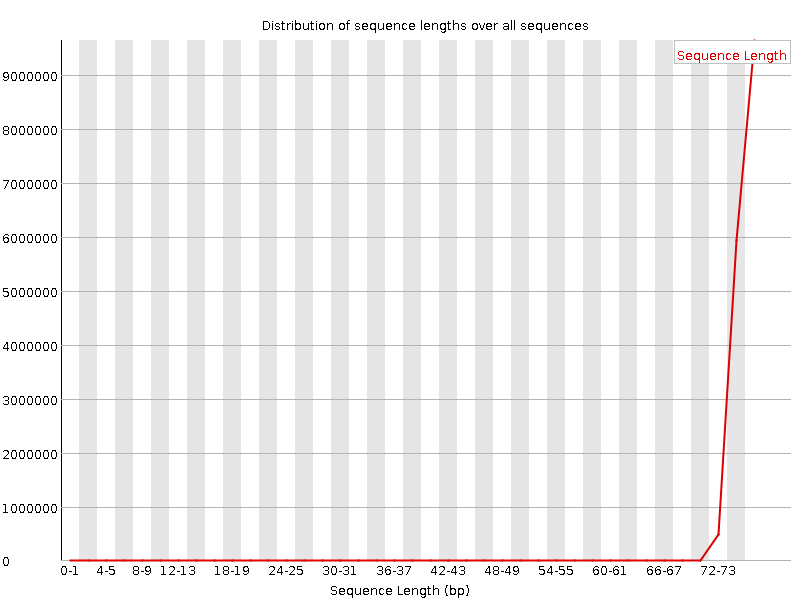 Distribution of sequence lengths over all sequences
Sequence Length
9000000
8000000
7000000
6000000
5000000
4000000
3000000
2000000
1000000
0
0-1 4-5 8-9 12-13 18-19 24-25 30-31 36-37 42-43 48-49 54-55 60-61 66-67 72-73
Sequence Length (bp)